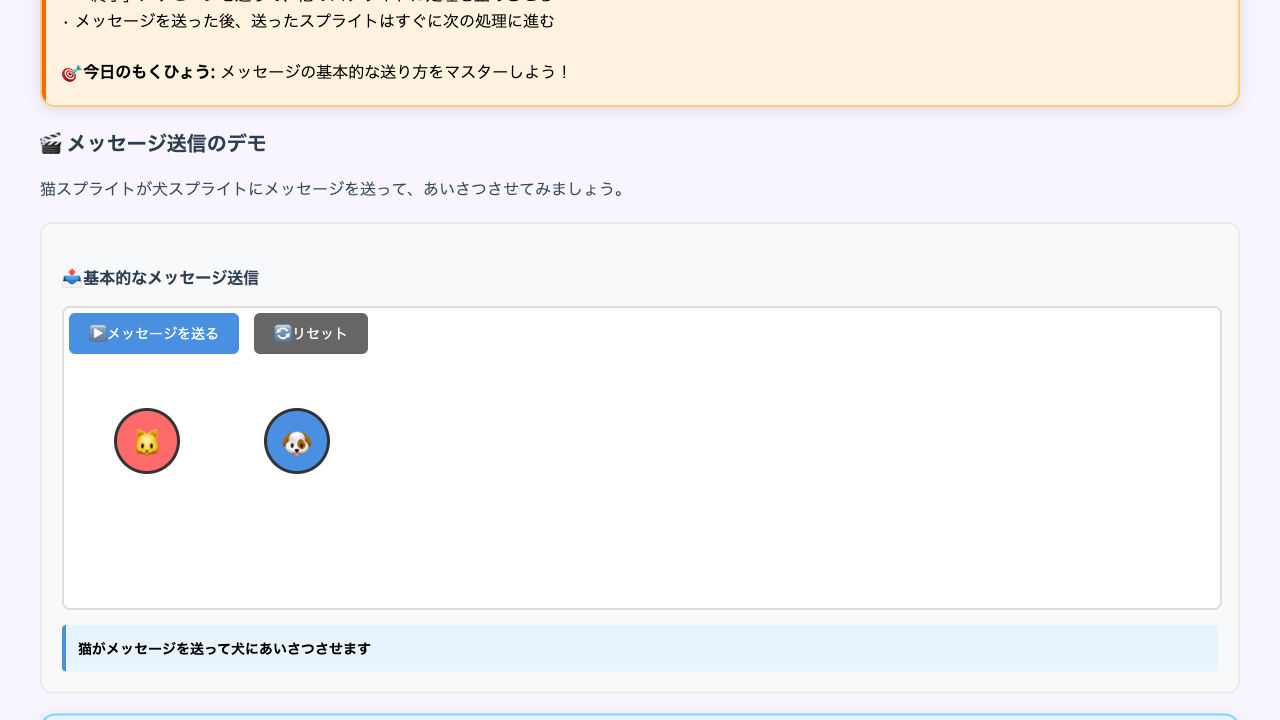 · メッセージを送った後、送ったスプライトはすぐに次の処理に進む
🎯今日のもくひょう: メッセージの基本的な送り方をマスターしよう！
🎬 メッセージ送信のデモ
猫スプライトが犬スプライトにメッセージを送って、あいさつさせてみましょう。
📤基本的なメッセージ送信
▶️メッセージを送る
🔄リセット
猫がメッセージを送って犬にあいさつさせます